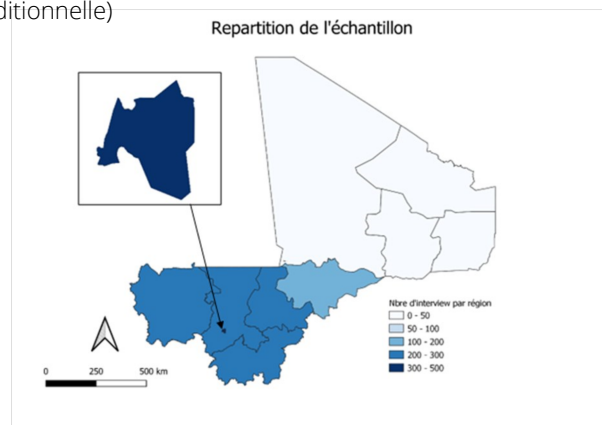 ditionnelle)
Repartition de l'échantillon
Nbre d'interview par région
0 - 50
50 - 100
100 - 200
200 - 300
300 - 500
0 250 500 km